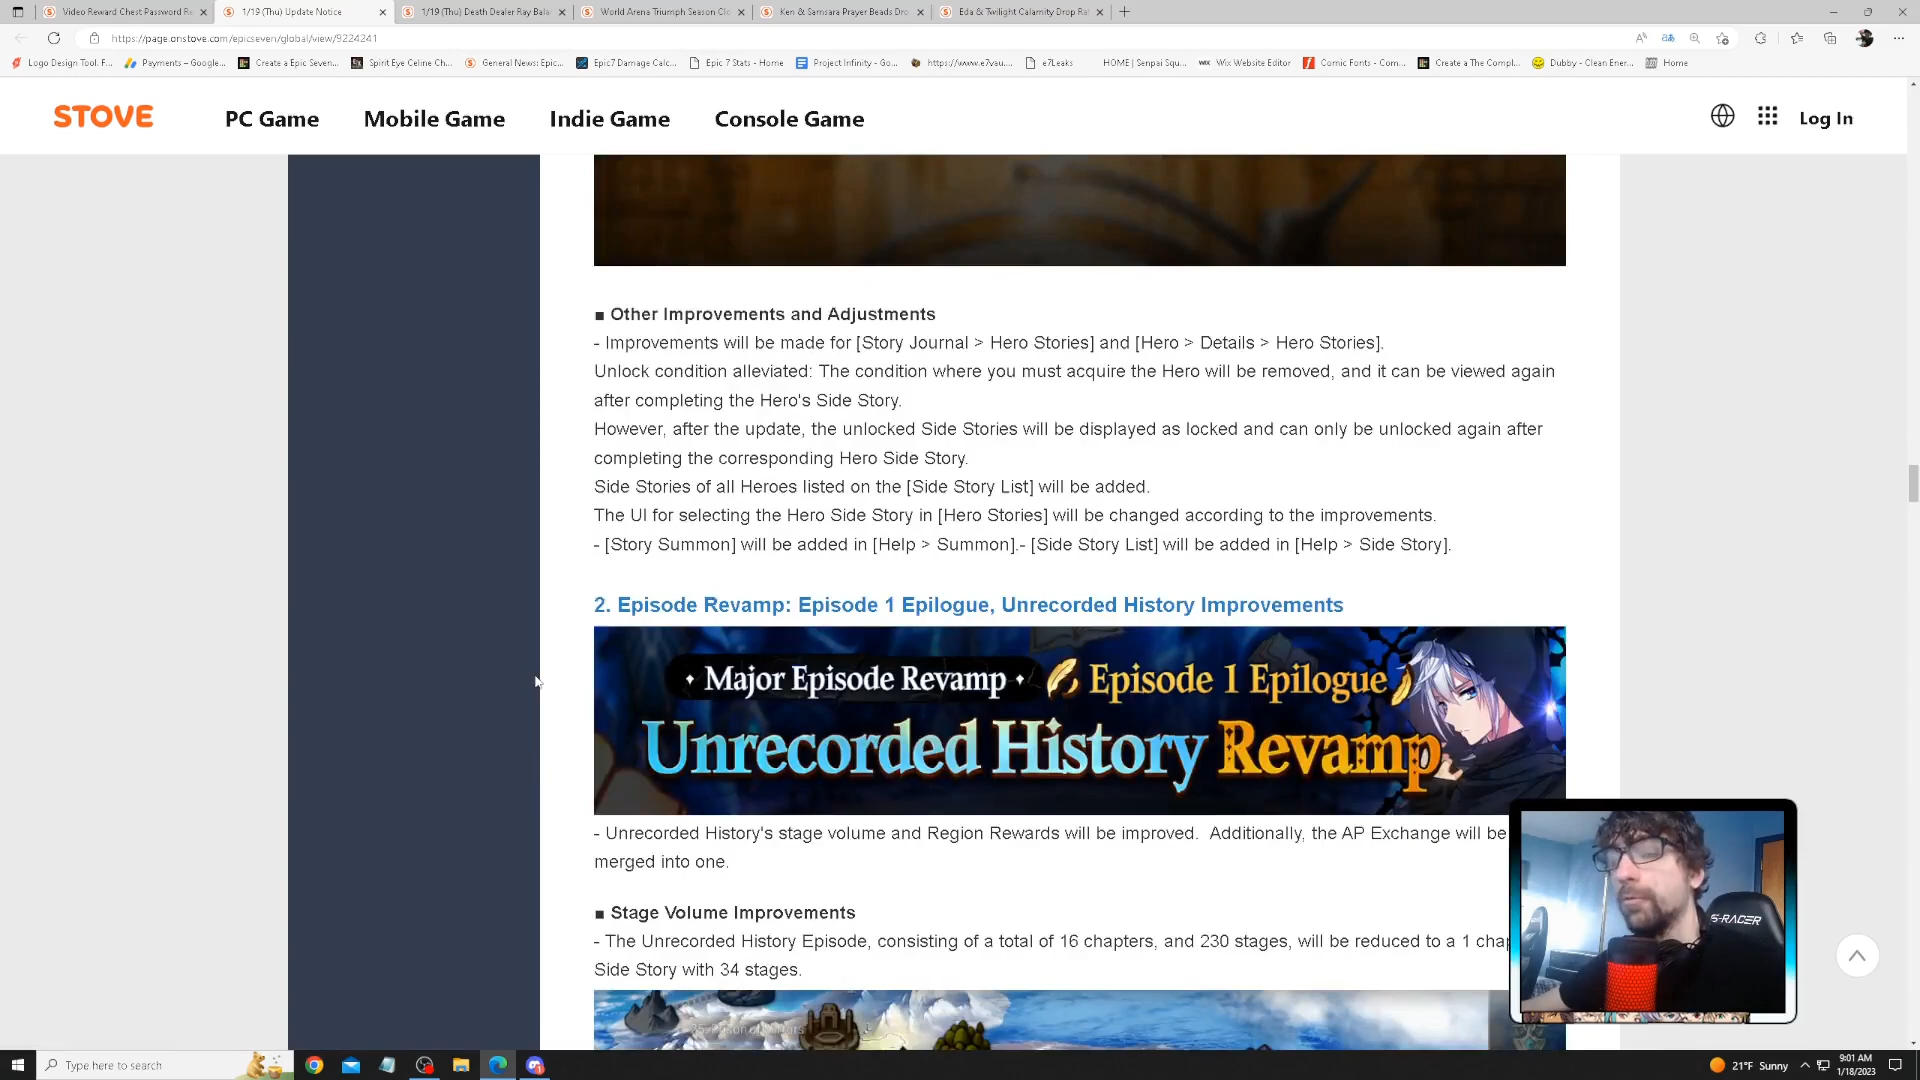 Video Reward Chest Password Re
1/19 (Thu) Update Notice
1/19 (Thu) Death Dealer Ray Bala
World Arena Triumph Season Clo
Ken & Samsara Prayer Beads Dro
Eda & Twilight Calamity Drop Ra
https://page.onstove.com/epicseven/global/view/9224241
Logo Design Tool. F...
Payments – Google...
Create a Epic Seven...
Spirit Eye Celine Ch...
General News: Epic...
Epic7 Damage Calc...
Epic 7 Stats - Home
Project Infinity - Go...
https://www.e7vau...
e7Leaks
HOME | Senpai Squ...
WIX Wix Website Editor
Comic Fonts - Com...
Create a The Compl...
Dubby - Clean Ener...
Home
STOVE
PC Game
Mobile Game
Indie Game
Console Game
Log In
■ Other Improvements and Adjustments
- Improvements will be made for [Story Journal > Hero Stories] and [Hero > Details > Hero Stories].
Unlock condition alleviated: The condition where you must acquire the Hero will be removed, and it can be viewed again
after completing the Hero's Side Story.
However, after the update, the unlocked Side Stories will be displayed as locked and can only be unlocked again after
completing the corresponding Hero Side Story.
Side Stories of all Heroes listed on the [Side Story List] will be added.
The UI for selecting the Hero Side Story in [Hero Stories] will be changed according to the improvements.
- [Story Summon] will be added in [Help > Summon].- [Side Story List] will be added in [Help > Side Story].
2. Episode Revamp: Episode 1 Epilogue, Unrecorded History Improvements
Major Episode Revamp
Episode 1 Epilogue
Unrecorded History Revamp
- Unrecorded History's stage volume and Region Rewards will be improved.  Additionally, the AP Exchange will be
merged into one.
■ Stage Volume Improvements
- The Unrecorded History Episode, consisting of a total of 16 chapters, and 230 stages, will be reduced to a 1 chap
Side Story with 34 stages.
S-RACER
Type here to search
21°F Sunny
9:01 AM
1/18/2023